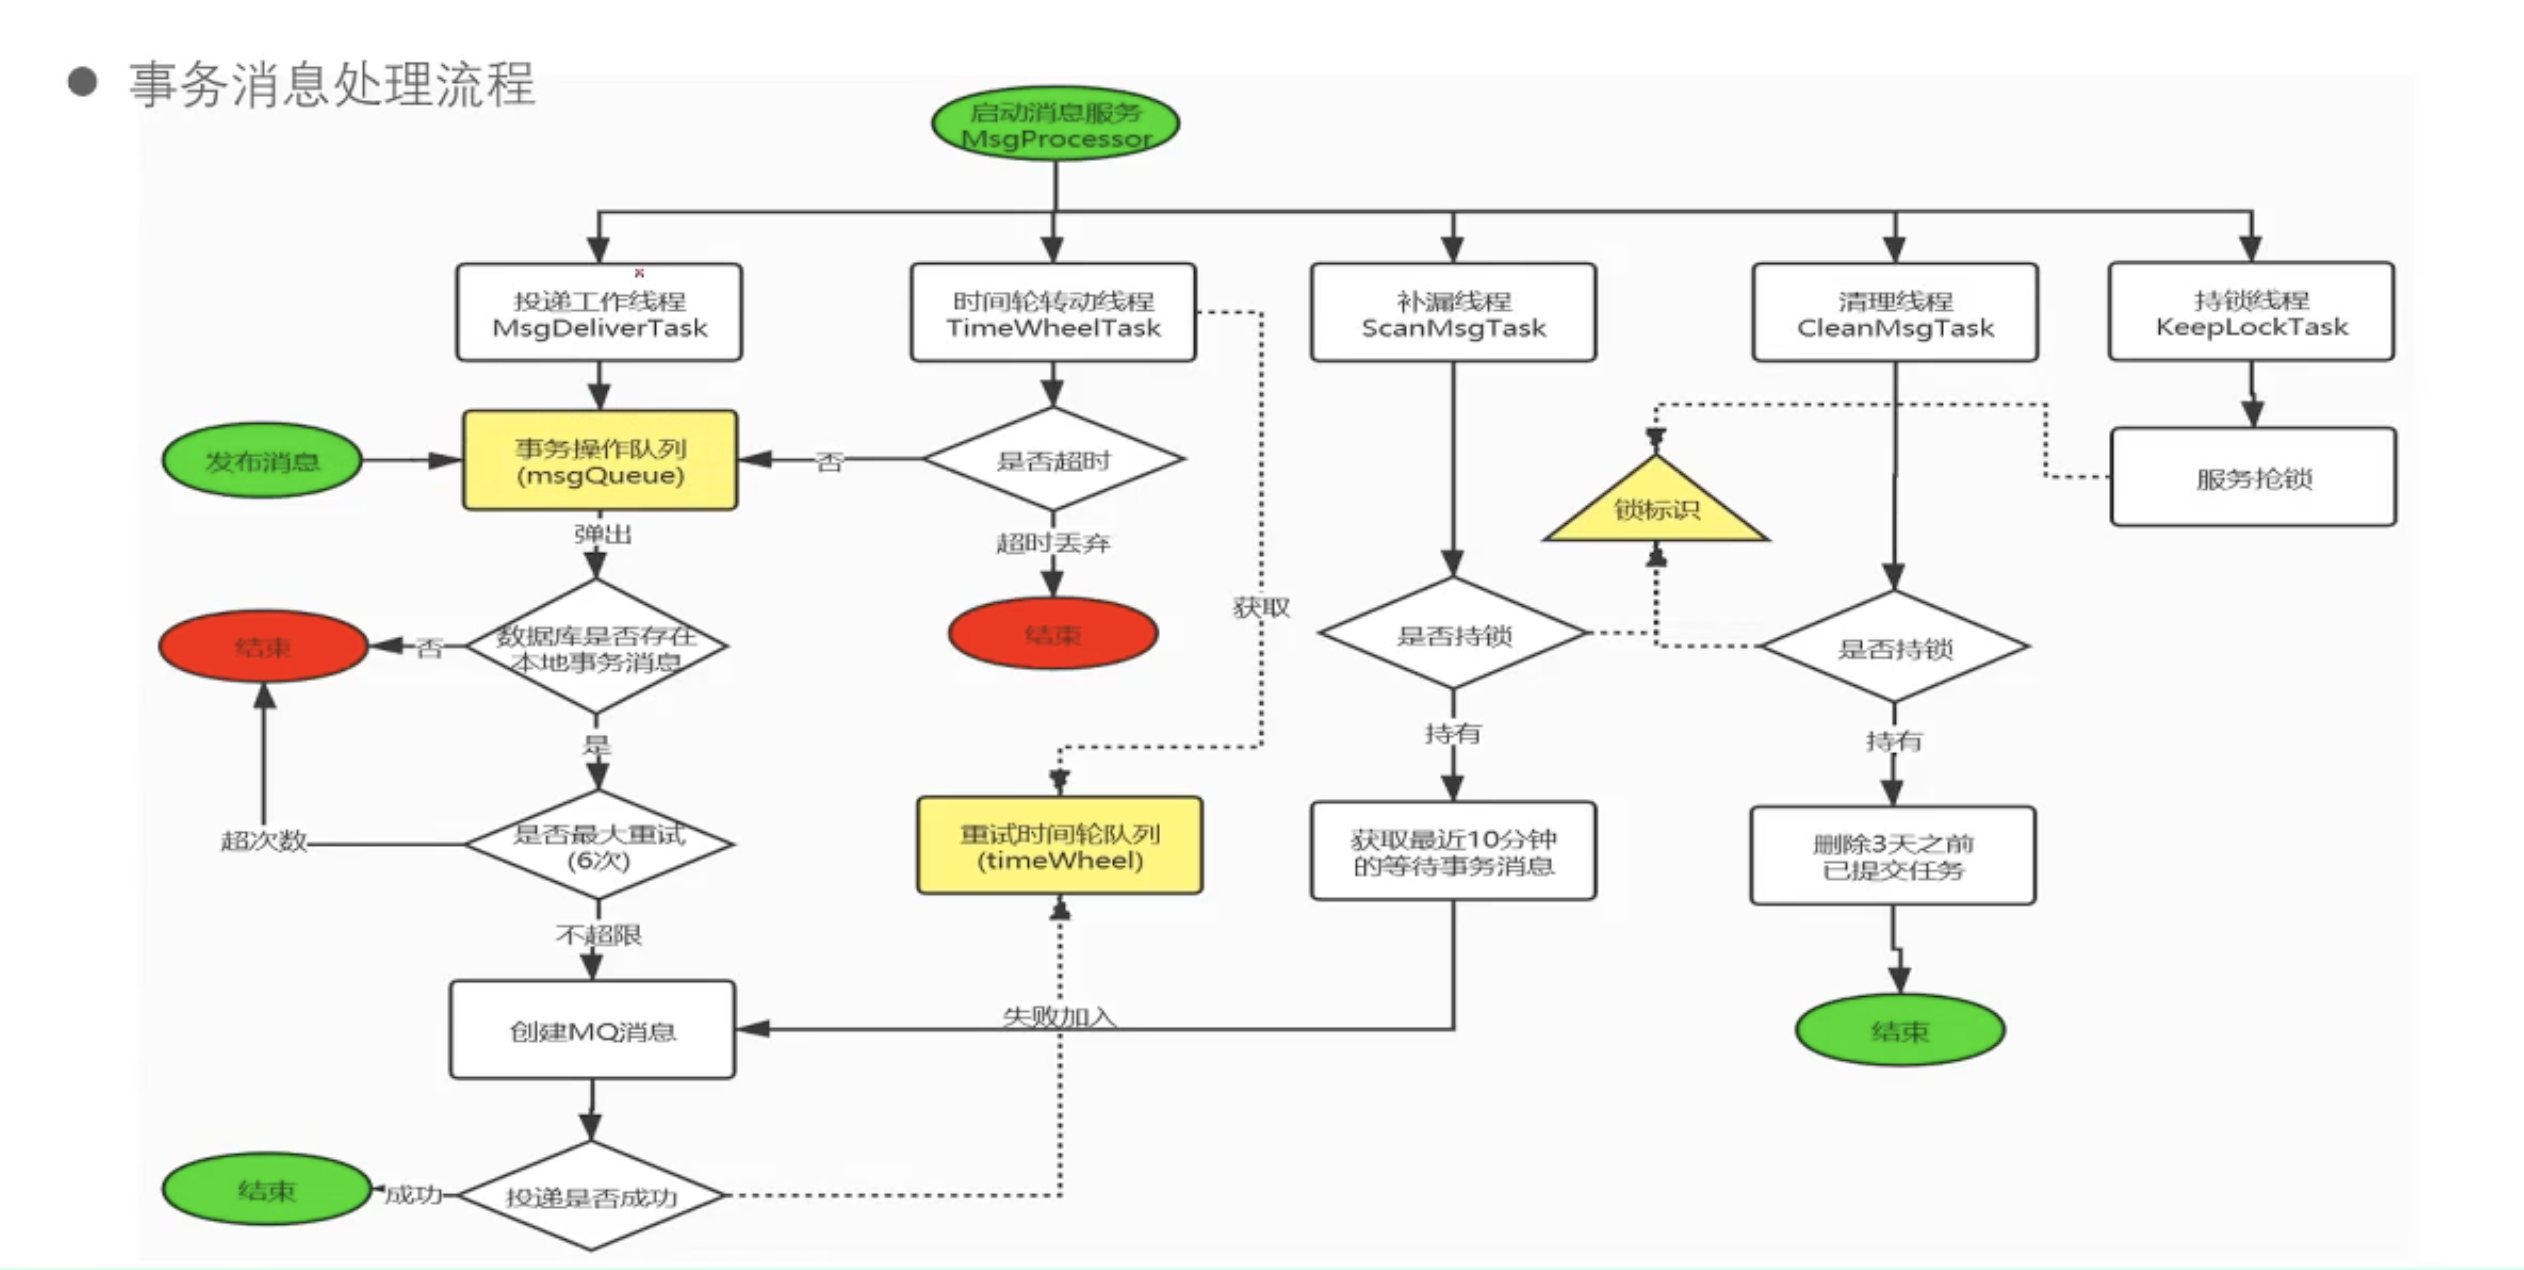 事务消息处理流程
启动消息服务
MsgProcessor
投递工作线程
MsgDeliverTask
时间轮转动线程
TimeWheelTask
补漏线程
ScanMsgTask
清理线程
CleanMsgTask
持锁线程
KeepLockTask
发布消息
事务操作队列
(msgQueue)
否
是否超时
服务抢锁
锁标识
弹出
超时丢弃
获取
结束
否
数据库是否存在
本地事务消息
结束
是否持锁
是否持锁
是
持有
持有
超次数
是否最大重试
(6次)
重试时间轮队列
(timeWheel)
获取最近10分钟
的等待事务消息
删除3天之前
已提交任务
不超限
创建MQ消息
失败加入
结束
结束
成功
投递是否成功